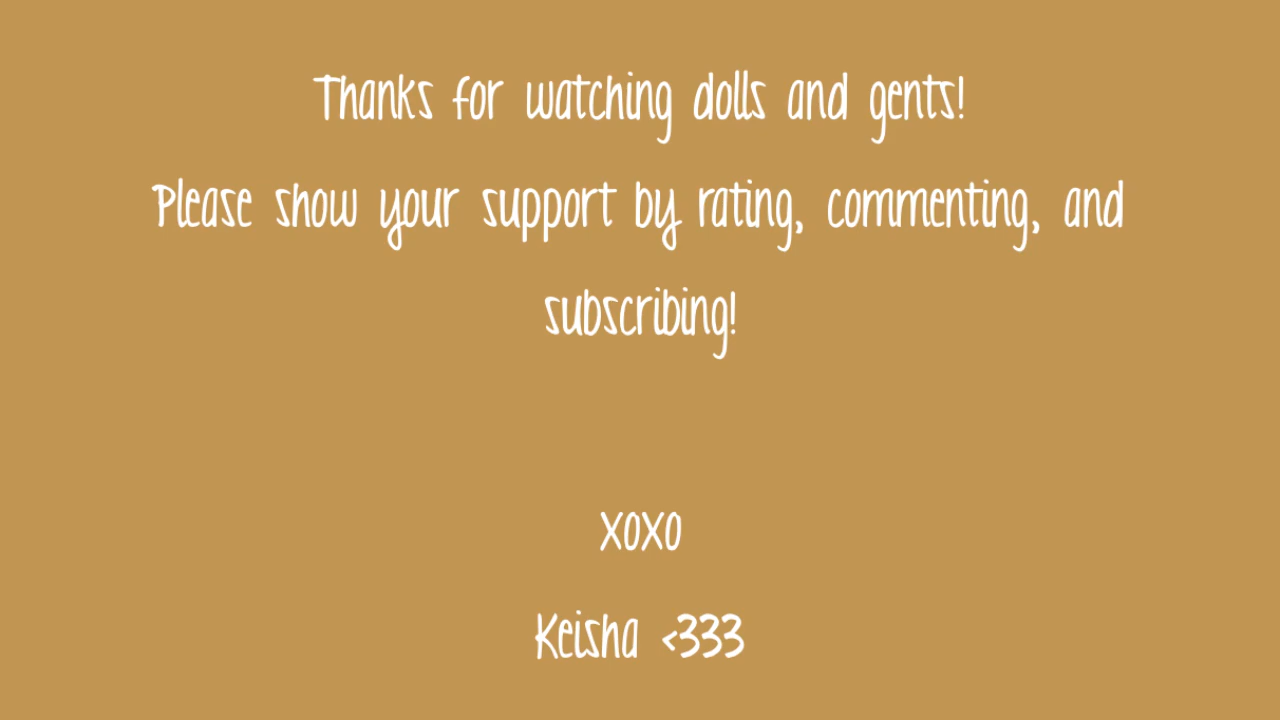 Thanks for watching dolls and gents!
Please show your support by rating, commenting, and
subscribing!
xoxo
Keisha <333